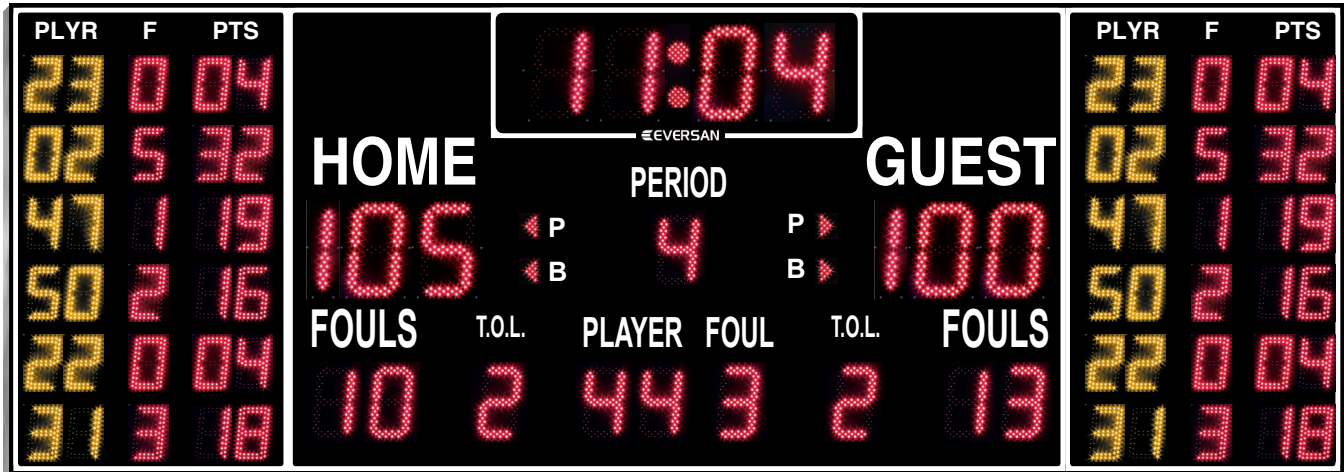 PLYR F PTS
23 0 04
02 5 32
47 1 19
50 2 16
22 0 04
31 3 18
11:04
EVERSAN
HOME
PERIOD
GUEST
105
P
B
4
P
B
100
FOULS T.O.L. PLAYER FOUL T.O.L. FOULS
10 2 44 3 2 13
PLYR F PTS
23 0 04
02 5 32
47 1 19
50 2 16
22 0 04
31 3 18